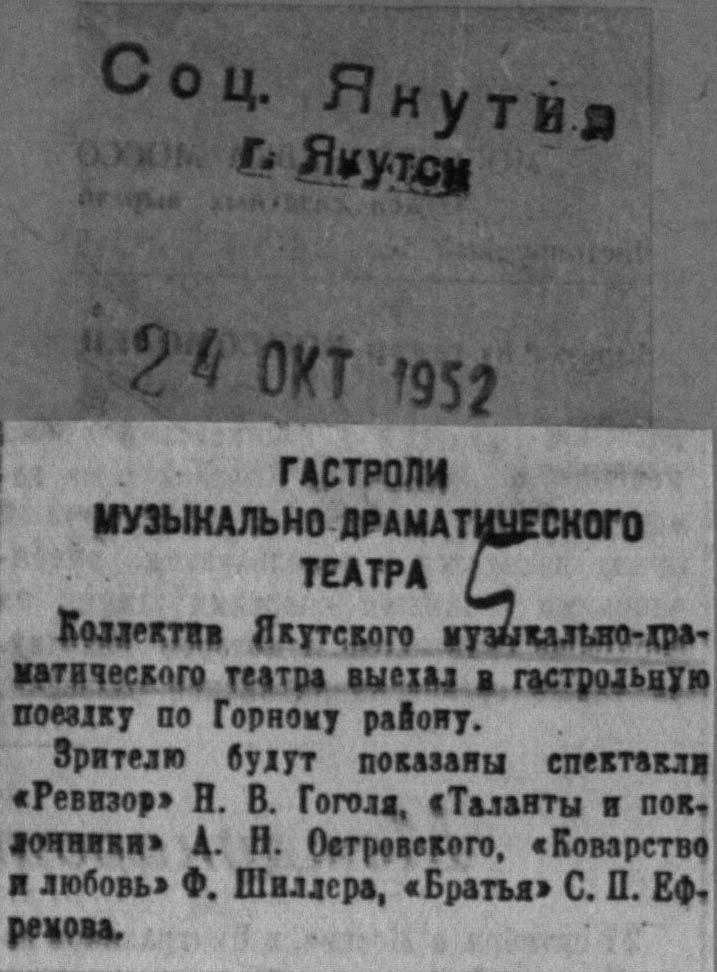 Соц. Якутия
г. Якутск
24 ОКТ 1952
ГАСТРОЛИ
МУЗЫКАЛЬНО-ДРАМАТИЧЕСКОГО
ТЕАТРА
5
Коллектив Якутского музыкально-дра-
матического театра выехал в гастрольную
поездку по Горному району.
Зрителю будут показаны спектакли
«Ревизор» Н. В. Гоголя, «Таланты и пок-
лонники» А. Н. Островского, «Коварство
и любовь» Ф. Шиллера, «Братья» С. П. Еф-
ремова.